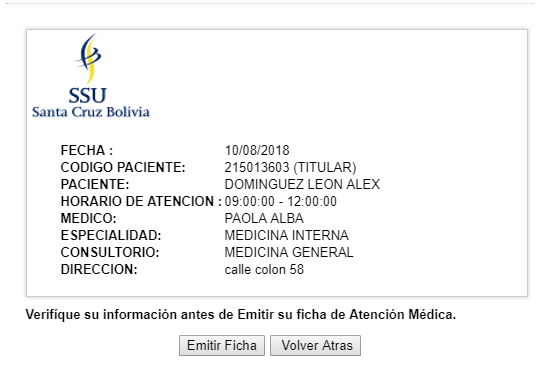 SSU
Santa Cruz Bolivia
FECHA : 10/08/2018
CODIGO PACIENTE: 215013603 (TITULAR)
PACIENTE: DOMINGUEZ LEON ALEX
HORARIO DE ATENCION : 09:00:00 - 12:00:00
MEDICO: PAOLA ALBA
ESPECIALIDAD: MEDICINA INTERNA
CONSULTORIO: MEDICINA GENERAL
DIRECCION: calle colon 58
Verifíque su información antes de Emitir su ficha de Atención Médica.
Emitir Ficha Volver Atras